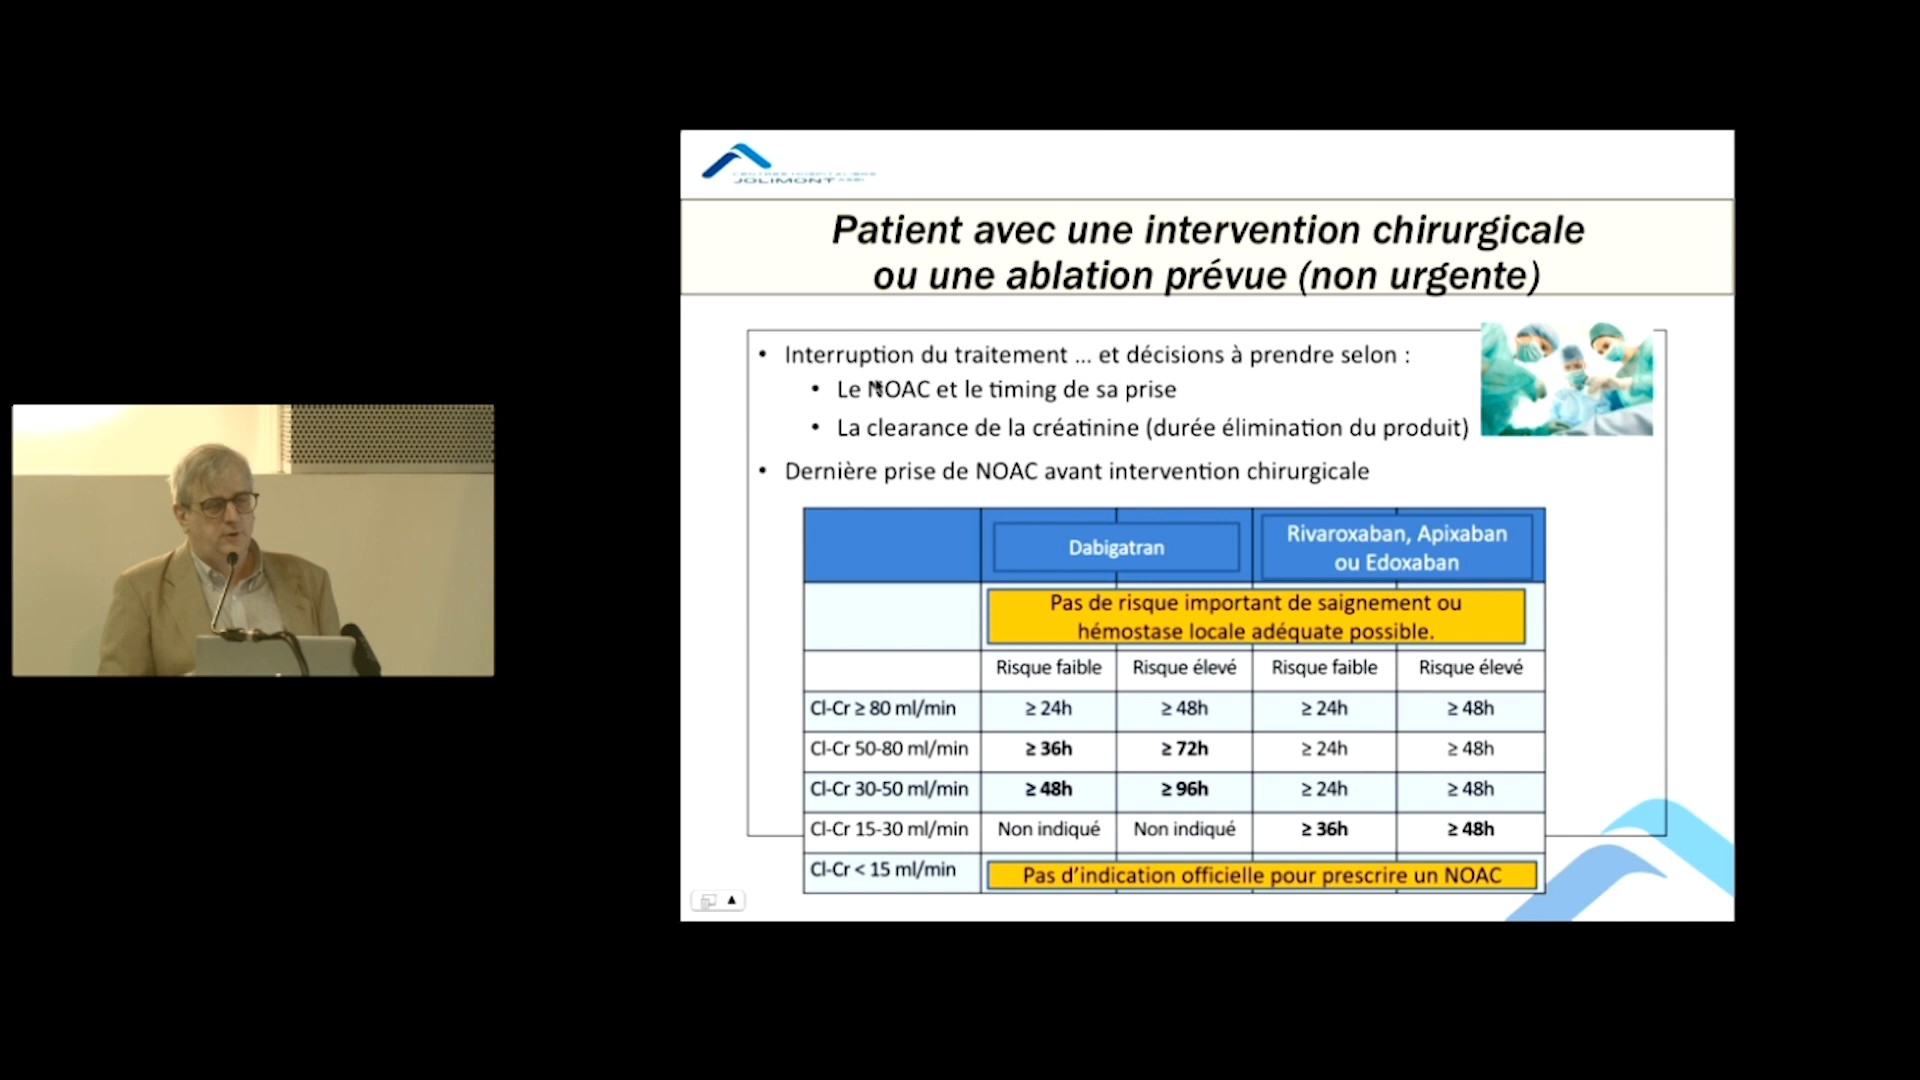 JOLIMONT
Patient avec une intervention chirurgicale
ou une ablation prévue (non urgente)
• Interruption du traitement ... et décisions à prendre selon :
• Le NOAC et le timing de sa prise
• La clearance de la créatinine (durée élimination du produit)
• Dernière prise de NOAC avant intervention chirurgicale
Dabigatran
Rivaroxaban, Apixaban
ou Edoxaban
Pas de risque important de saignement ou
hémostase locale adéquate possible.
Risque faible Risque élevé Risque faible Risque élevé
Cl-Cr ≥ 80 ml/min ≥ 24h ≥ 48h ≥ 24h ≥ 48h
Cl-Cr 50-80 ml/min ≥ 36h ≥ 72h ≥ 24h ≥ 48h
Cl-Cr 30-50 ml/min ≥ 48h ≥ 96h ≥ 24h ≥ 48h
Cl-Cr 15-30 ml/min Non indiqué Non indiqué ≥ 36h ≥ 48h
Cl-Cr < 15 ml/min Pas d'indication officielle pour prescrire un NOAC